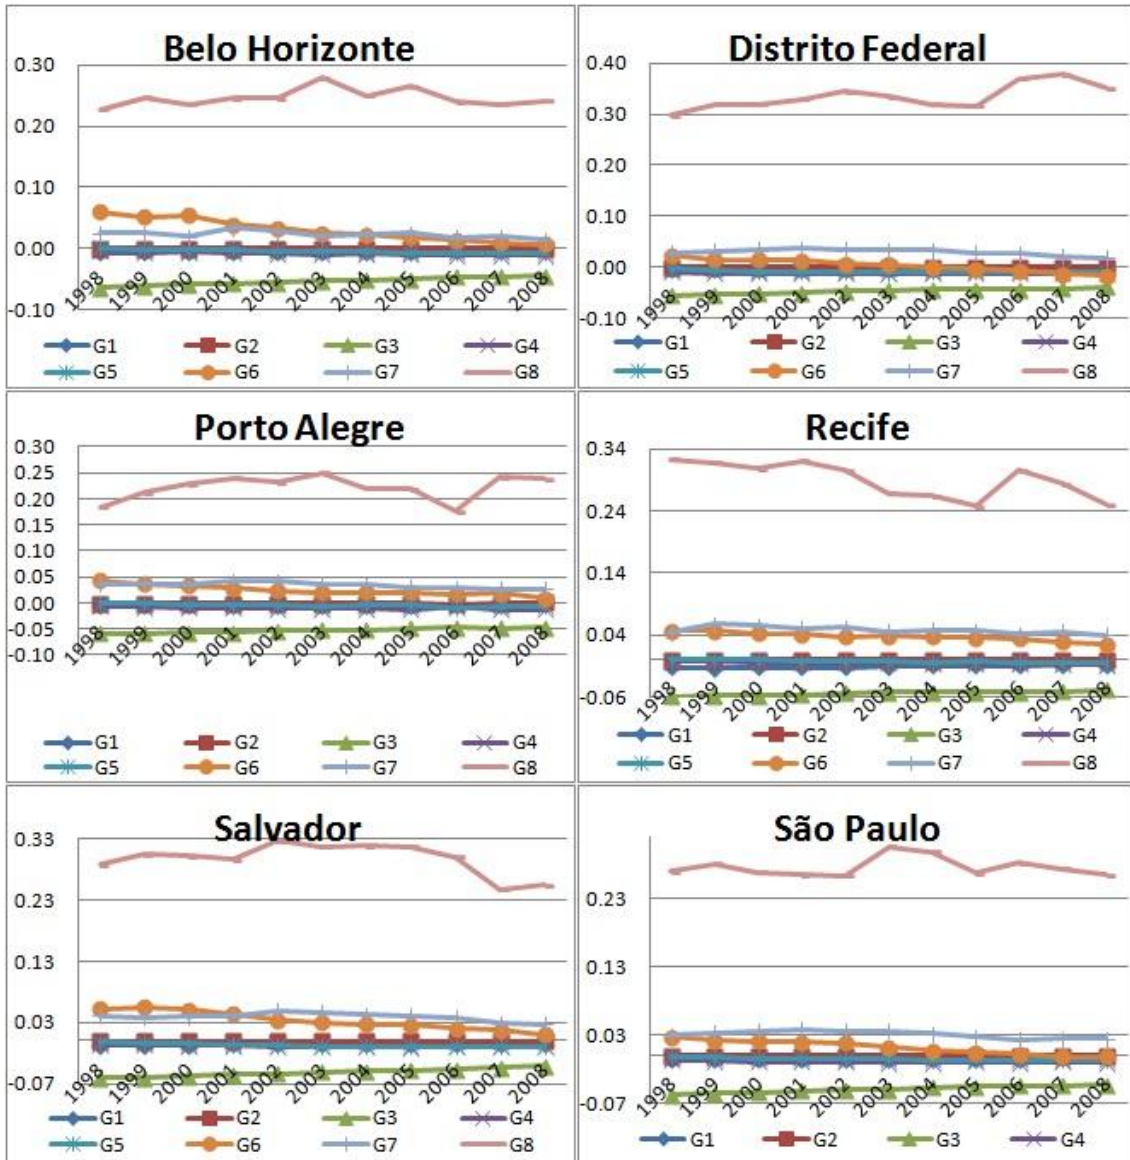 Belo Horizonte
0.30
0.20
0.10
0.00
-0.10
1998 1999 2000 2001 2002 2003 2004 2005 2006 2007 2008
G1 G2 G3 G4
G5 G6 G7 G8
Distrito Federal
0.40
0.30
0.20
0.10
0.00
-0.10
1998 1999 2000 2001 2002 2003 2004 2005 2006 2007 2008
G1 G2 G3 G4
G5 G6 G7 G8
Porto Alegre
0.30
0.25
0.20
0.15
0.10
0.05
0.00
-0.05
-0.10
1998 1999 2000 2001 2002 2003 2004 2005 2006 2007 2008
G1 G2 G3 G4
G5 G6 G7 G8
Recife
0.34
0.24
0.14
0.04
-0.06
1998 1999 2000 2001 2002 2003 2004 2005 2006 2007 2008
G1 G2 G3 G4
G5 G6 G7 G8
Salvador
0.33
0.23
0.13
0.03
-0.07
1998 1999 2000 2001 2002 2003 2004 2005 2006 2007 2008
G1 G2 G3 G4
G5 G6 G7 G8
São Paulo
0.23
0.13
0.03
-0.07
1998 1999 2000 2001 2002 2003 2004 2005 2006 2007 2008
G1 G2 G3 G4